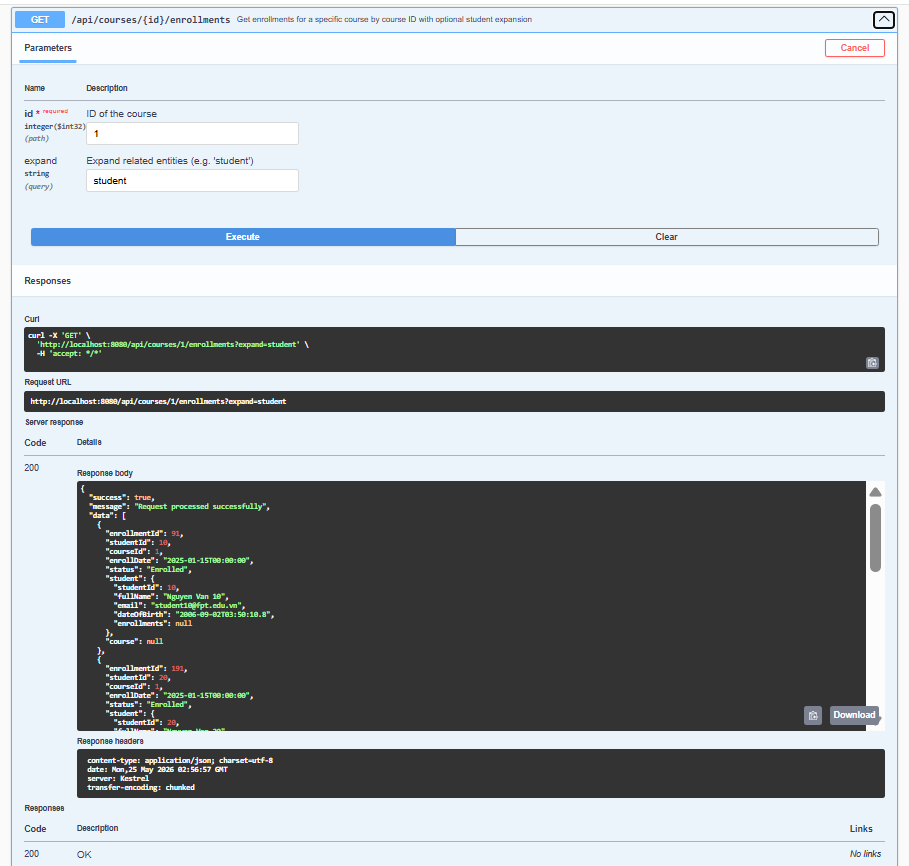 GET /api/courses/{id}/enrollments Get enrollments for a specific course by course ID with optional student expansion
Parameters
Cancel
Name Description
id * required
integer($int32)
(path)
ID of the course
1
expand
string
(query)
Expand related entities (e.g. 'student')
student
Execute
Clear
Responses
Curl
curl -X 'GET' \
'http://localhost:8080/api/courses/1/enrollments?expand=student' \
-H 'accept: */*'
Request URL
http://localhost:8080/api/courses/1/enrollments?expand=student
Server response
Code Details
200
Response body
{
"success": true,
"message": "Request processed successfully",
"data": [
{
"enrollmentId": 91,
"studentId": 10,
"courseId": 1,
"enrollDate": "2025-01-15T00:00:00",
"status": "Enrolled",
"student": {
"studentId": 10,
"fullName": "Nguyen Van 10",
"email": "student10@fpt.edu.vn",
"dateOfBirth": "2006-09-02T03:50:10.8",
"enrollments": null
},
"course": null
},
{
"enrollmentId": 191,
"studentId": 20,
"courseId": 1,
"enrollDate": "2025-01-15T00:00:00",
"status": "Enrolled",
"student": {
"studentId": 20,
"fullName": "Nguyen Van 20"
Download
Response headers
content-type: application/json; charset=utf-8
date: Mon,25 May 2026 02:56:57 GMT
server: Kestrel
transfer-encoding: chunked
Responses
Code Description Links
200 OK No links